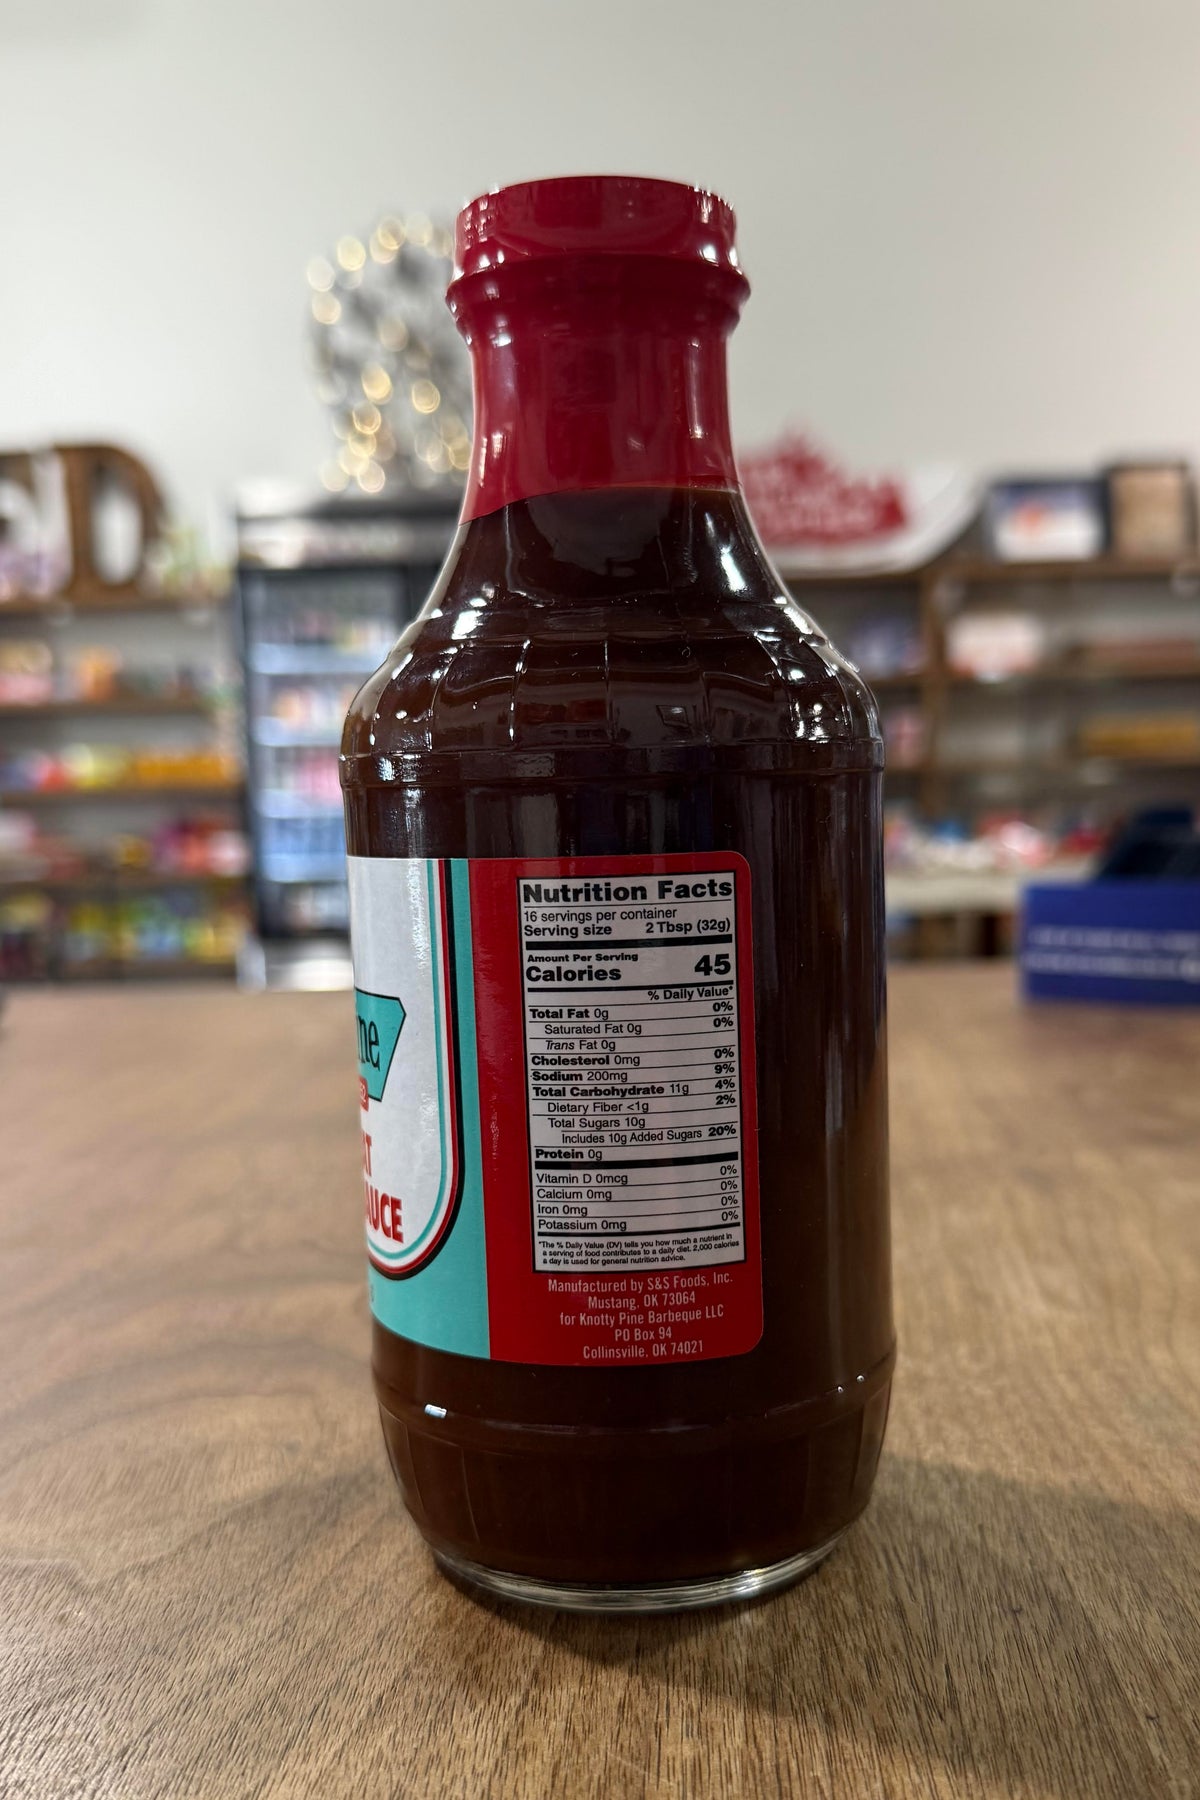 Nutrition Facts
16 servings per container
Serving size 2 Tbsp (32g)
Amount Per Serving
Calories 45
% Daily Value*
Total Fat 0g 0%
Saturated Fat 0g 0%
Trans Fat 0g
Cholesterol 0mg 0%
Sodium 200mg 9%
Total Carbohydrate 11g 4%
Dietary Fiber <1g 2%
Total Sugars 10g
Includes 10g Added Sugars 20%
Protein 0g
Vitamin D 0mcg 0%
Calcium 0mg 0%
Iron 0mg 0%
Potassium 0mg 0%
*The % Daily Value (DV) tells you how much a nutrient in
a serving of food contributes to a daily diet. 2,000 calories
a day is used for general nutrition advice.
Manufactured by S&S Foods, Inc.
Mustang, OK 73064
for Knotty Pine Barbeque LLC
PO Box 94
Collinsville, OK 74021